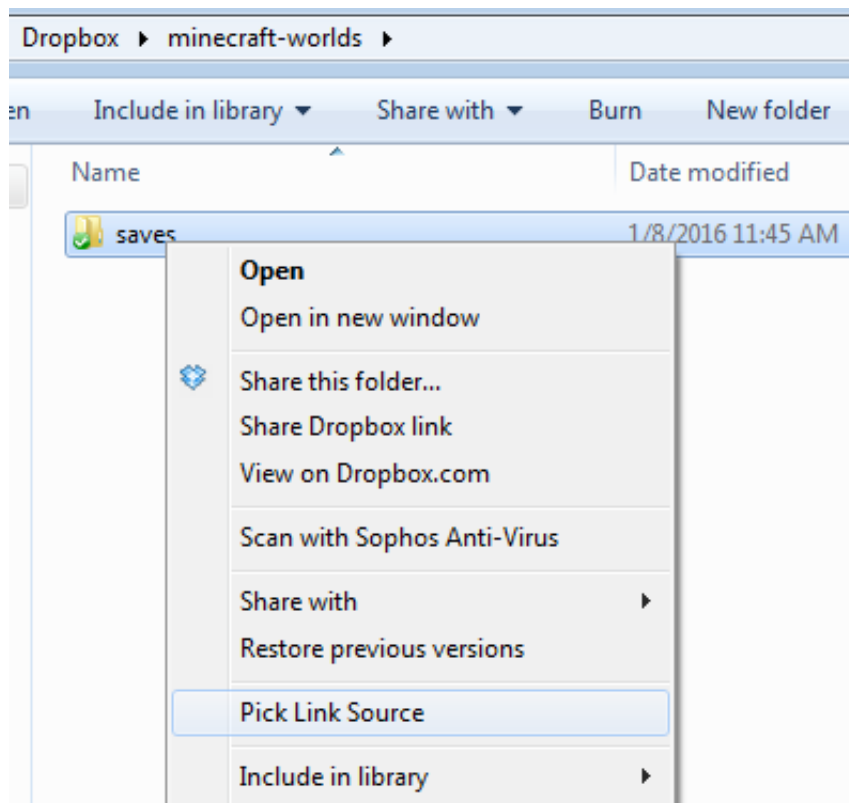 Dropbox ▸ minecraft-worlds ▸
en Include in library ▾ Share with ▾ Burn New folder
Name Date modified
saves 1/8/2016 11:45 AM
Open
Open in new window
Share this folder...
Share Dropbox link
View on Dropbox.com
Scan with Sophos Anti-Virus
Share with
Restore previous versions
Pick Link Source
Include in library